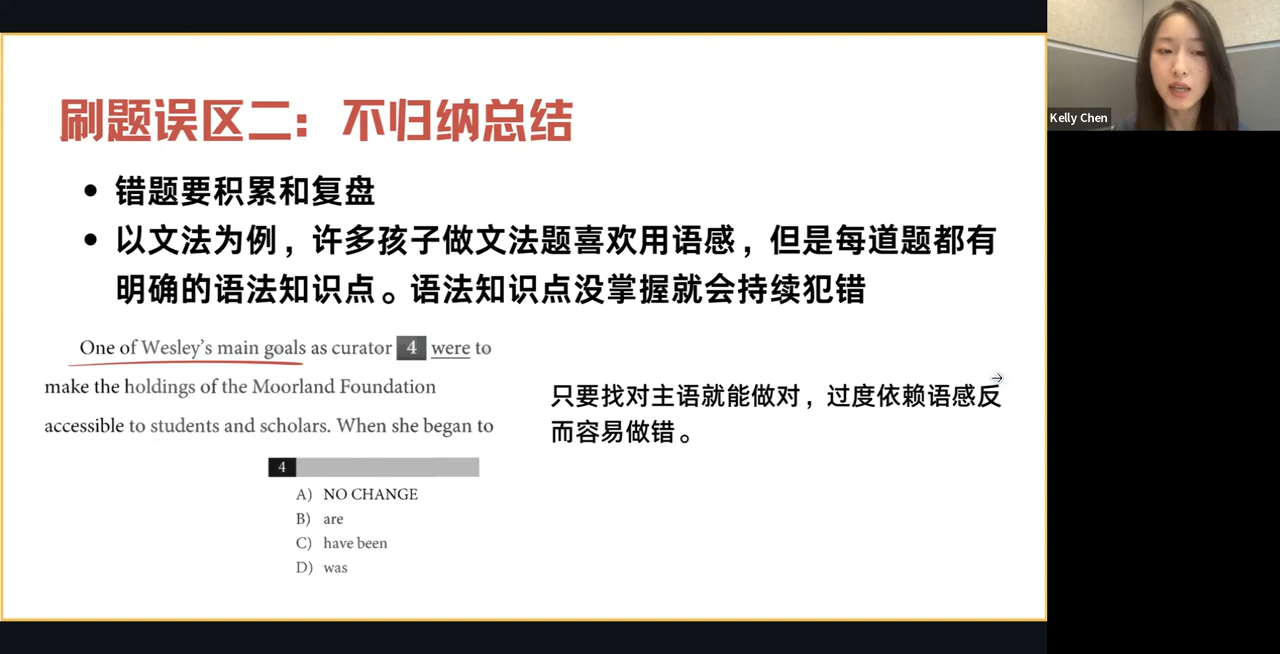 刷题误区二：不归纳总结
• 错题要积累和复盘
• 以文法为例，许多孩子做文法题喜欢用语感，但是每道题都有
明确的语法知识点。语法知识点没掌握就会持续犯错
One of Wesley’s main goals as curator 4 were to
make the holdings of the Moorland Foundation
accessible to students and scholars. When she began to
4
A) NO CHANGE
B) are
C) have been
D) was
只要找对主语就能做对，过度依赖语感反
而容易做错。
Kelly Chen